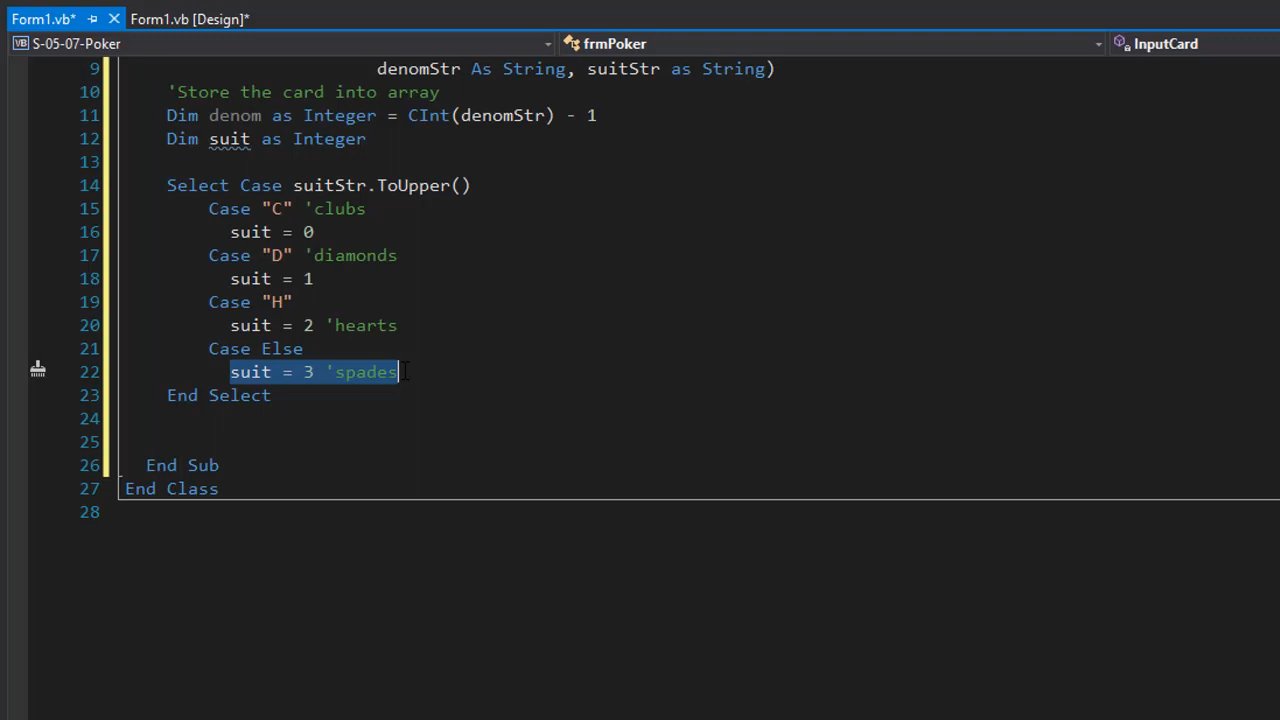 Form1.vb* Form1.vb [Design]*
VB S-05-07-Poker frmPoker InputCard
9 denomStr As String, suitStr as String)
10 'Store the card into array
11 Dim denom as Integer = CInt(denomStr) - 1
12 Dim suit as Integer
13
14 Select Case suitStr.ToUpper()
15 Case "C" 'clubs
16 suit = 0
17 Case "D" 'diamonds
18 suit = 1
19 Case "H"
20 suit = 2 'hearts
21 Case Else
22 suit = 3 'spades
23 End Select
24
25
26 End Sub
27 End Class
28